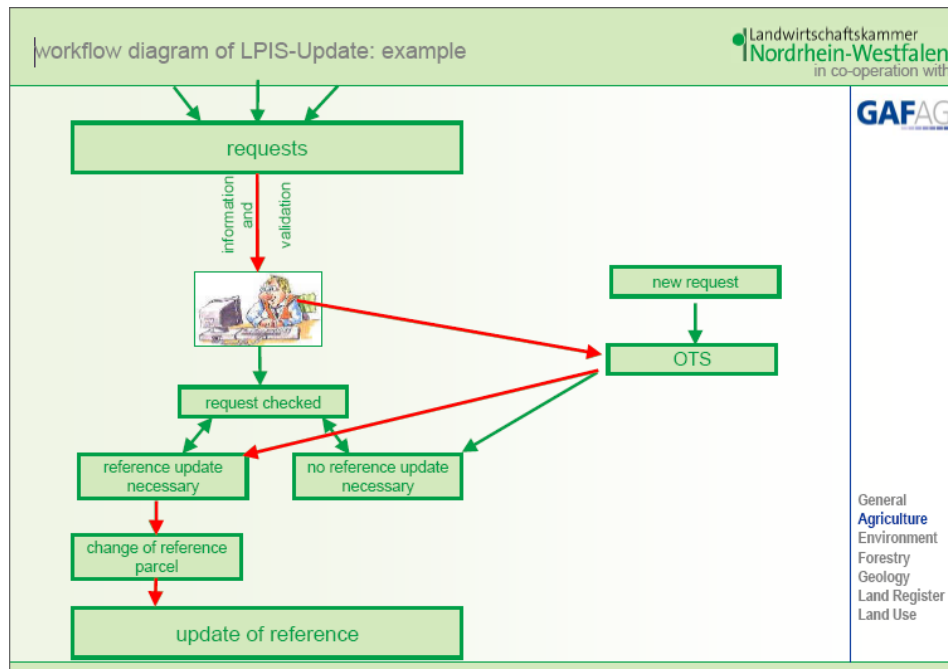 workflow diagram of LPIS-Update: example
Landwirtschaftskammer
Nordrhein-Westfalen
in co-operation with
GAFAG
requests
information
and
validation
new request
OTS
request checked
reference update
necessary
no reference update
necessary
change of reference
parcel
update of reference
General
Agriculture
Environment
Forestry
Geology
Land Register
Land Use